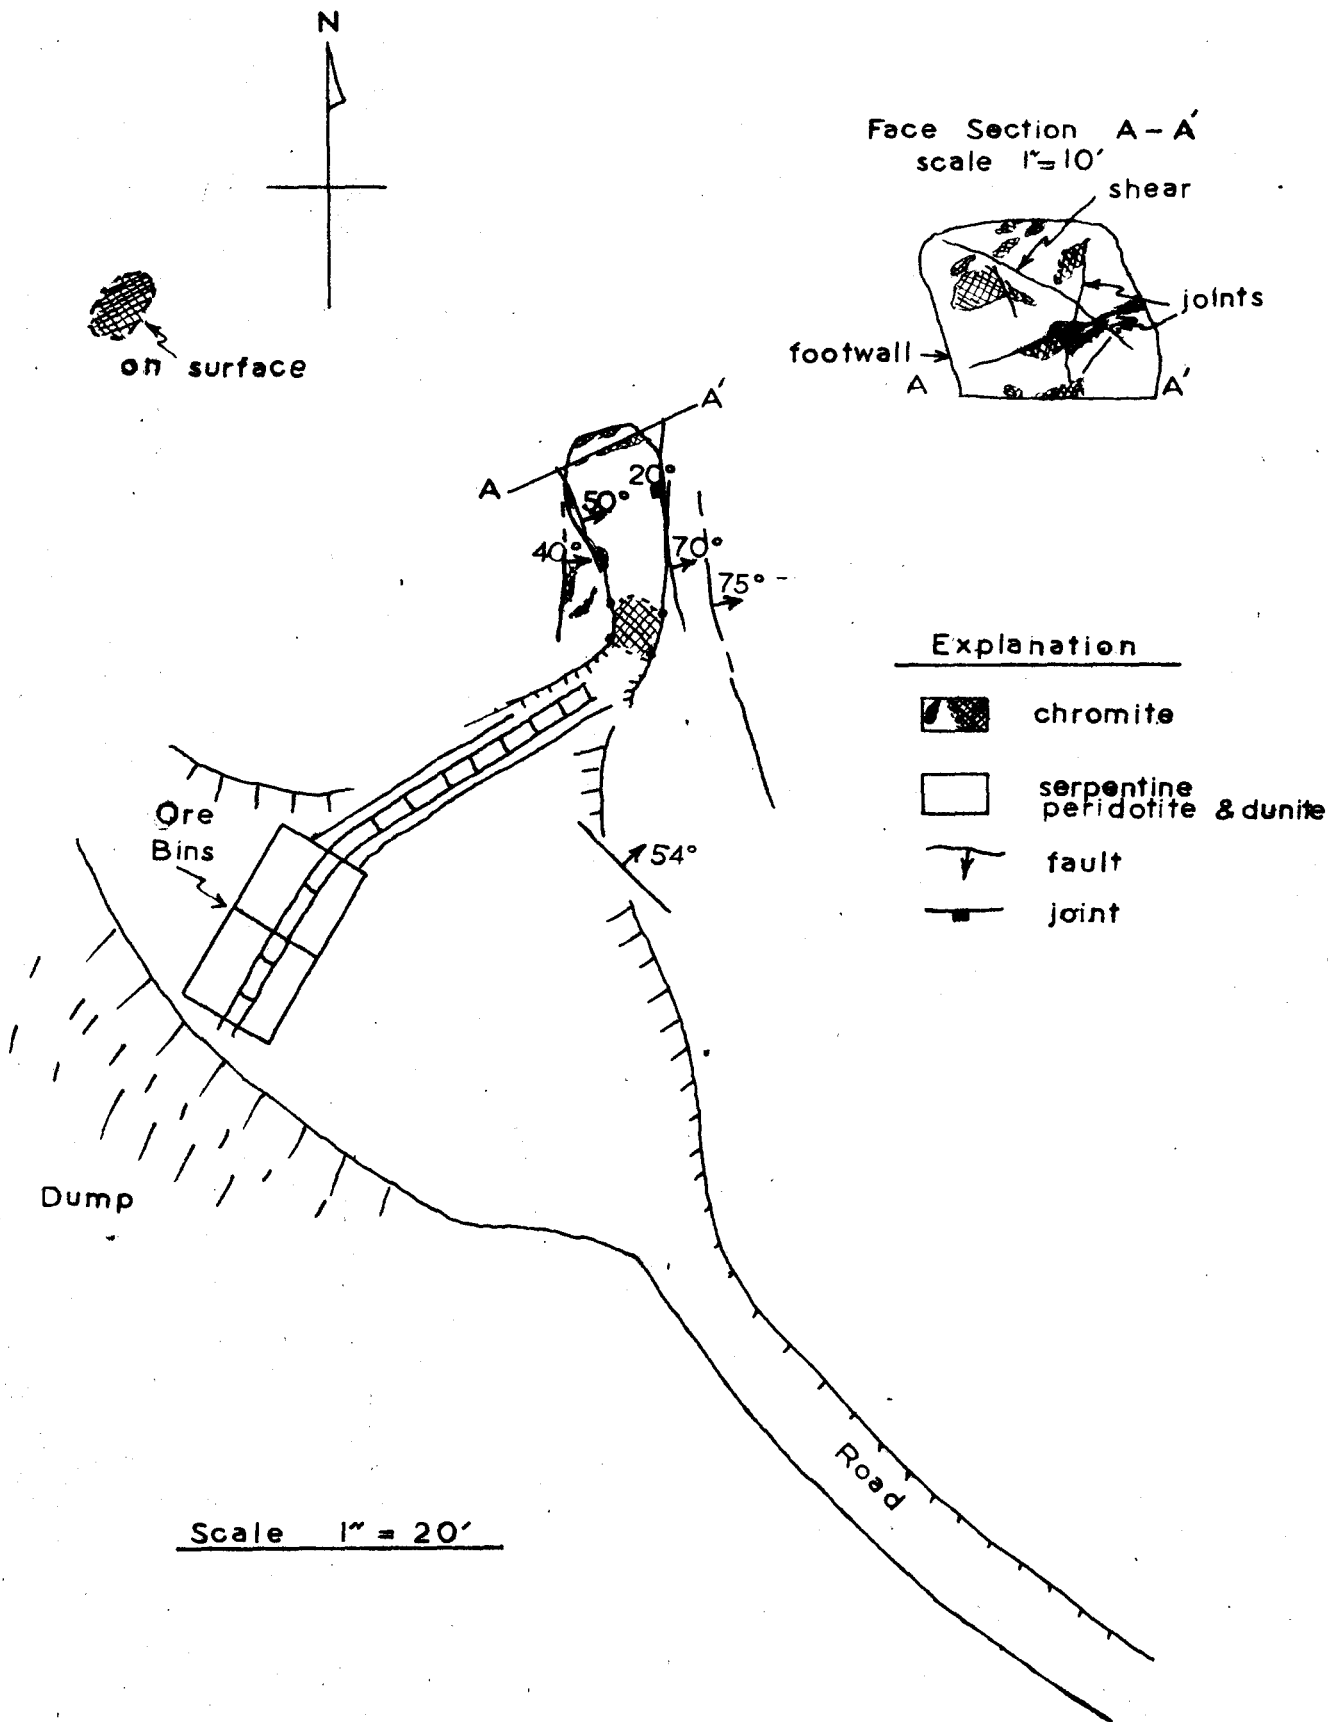 N
Face Section A - A'
scale 1"= 10'
shear
joints
footwall
A
A'
on surface
A'
A
20°
50°
40°
70°
75°
Explanation
chromite
serpentine
peridotite & dunite
fault
joint
Ore
Bins
54°
Dump
Road
Scale 1" = 20'